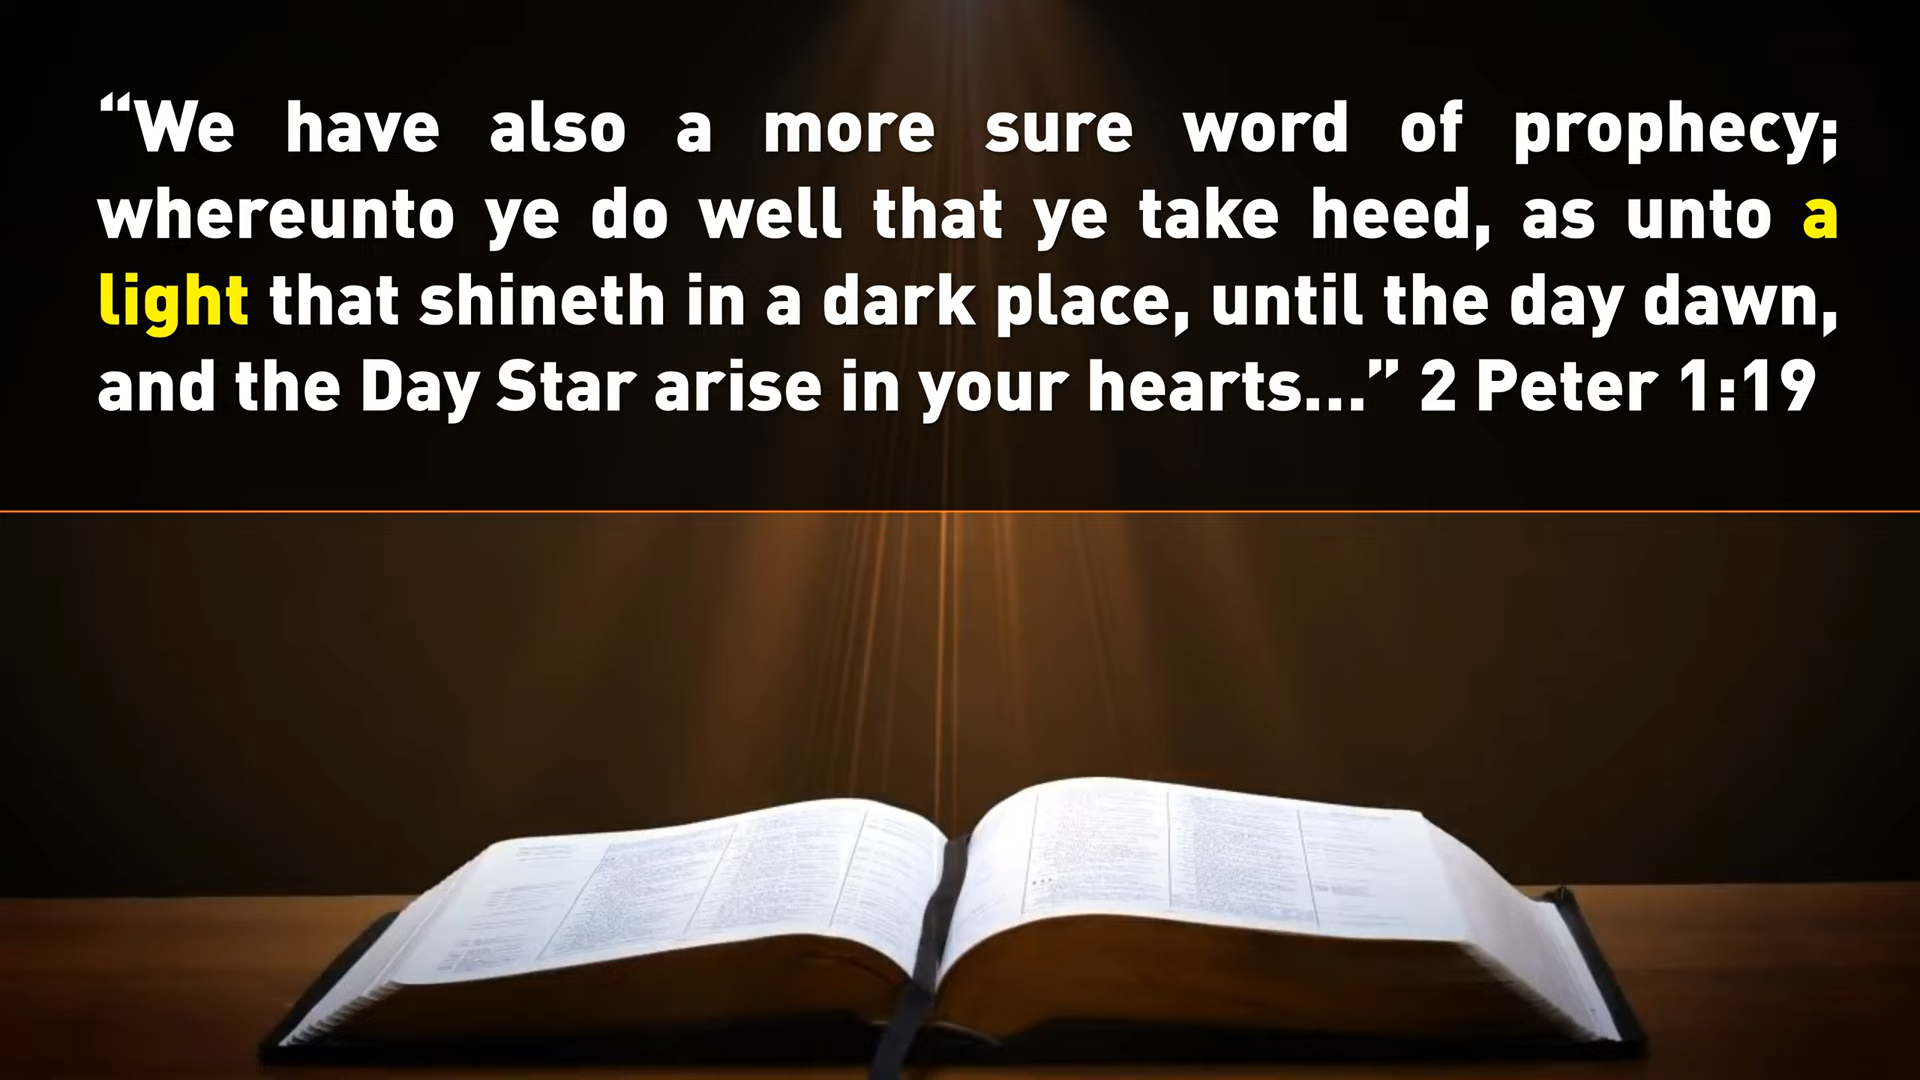 “We have also a more sure word of prophecy;
whereunto ye do well that ye take heed, as unto a
light that shineth in a dark place, until the day dawn,
and the Day Star arise in your hearts...” 2 Peter 1:19